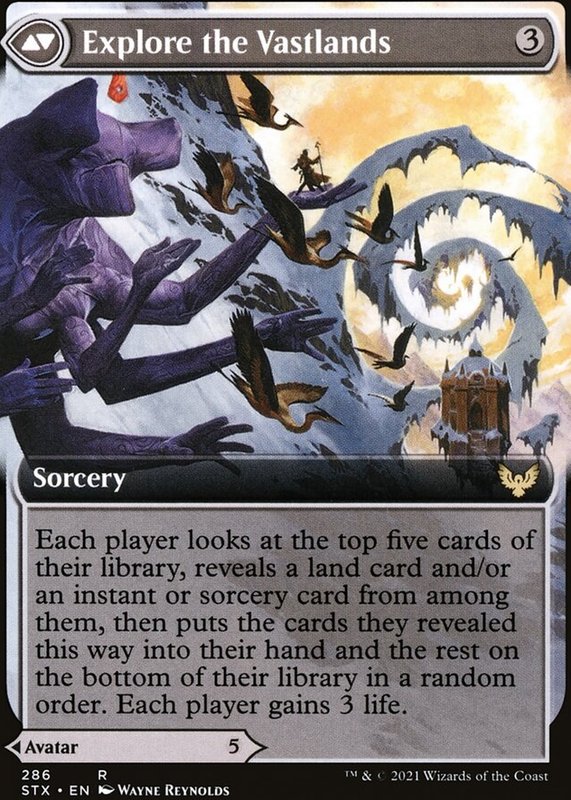 Explore the Vastlands 3
Sorcery
Each player looks at the top five cards of
their library, reveals a land card and/or
an instant or sorcery card from among
them, then puts the cards they revealed
this way into their hand and the rest on
the bottom of their library in a random
order. Each player gains 3 life.
Avatar 5
286 R
STX • EN Wayne Reynolds
™ & © 2021 Wizards of the Coast